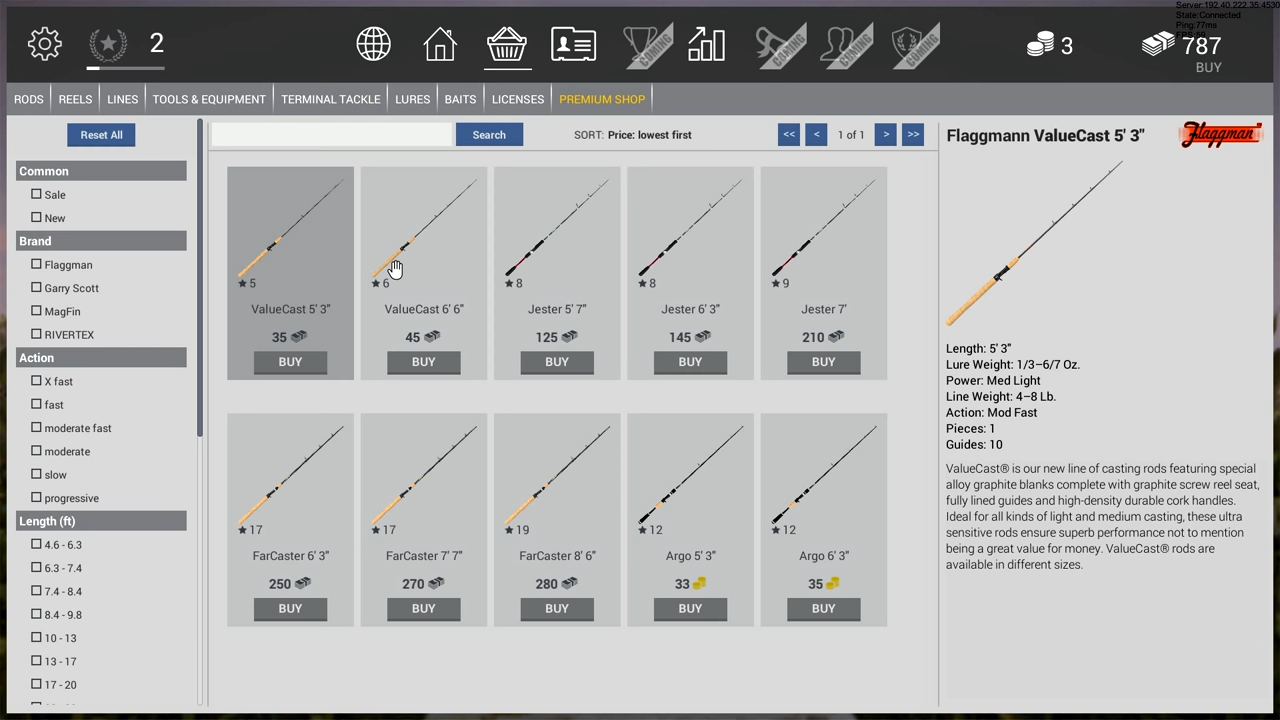 Server:192.40.222.35:4530
State:Connected
Ping:77ms
2
COMING
COMING
COMING
COMING
3
787
BUY
RODS
REELS
LINES
TOOLS & EQUIPMENT
TERMINAL TACKLE
LURES
BAITS
LICENSES
PREMIUM SHOP
Reset All
Search
SORT: Price: lowest first
<<
<
1 of 1
>
>>
Common
Sale
New
Brand
Flaggman
Garry Scott
MagFin
RIVERTEX
Action
X fast
fast
moderate fast
moderate
slow
progressive
Length (ft)
4.6 - 6.3
6.3 - 7.4
7.4 - 8.4
8.4 - 9.8
10 - 13
13 - 17
17 - 20
5
ValueCast 5' 3"
35
BUY
6
ValueCast 6' 6"
45
BUY
8
Jester 5' 7"
125
BUY
8
Jester 6' 3"
145
BUY
9
Jester 7'
210
BUY
17
FarCaster 6' 3"
250
BUY
17
FarCaster 7' 7"
270
BUY
19
FarCaster 8' 6"
280
BUY
12
Argo 5' 3"
33
BUY
12
Argo 6' 3"
35
BUY
Flaggmann ValueCast 5' 3"
Flaggman
Length: 5' 3"
Lure Weight: 1/3–6/7 Oz.
Power: Med Light
Line Weight: 4–8 Lb.
Action: Mod Fast
Pieces: 1
Guides: 10
ValueCast® is our new line of casting rods featuring special
alloy graphite blanks complete with graphite screw reel seat,
fully lined guides and high-density durable cork handles.
Ideal for all kinds of light and medium casting, these ultra
sensitive rods ensure superb performance not to mention
being a great value for money. ValueCast® rods are
available in different sizes.